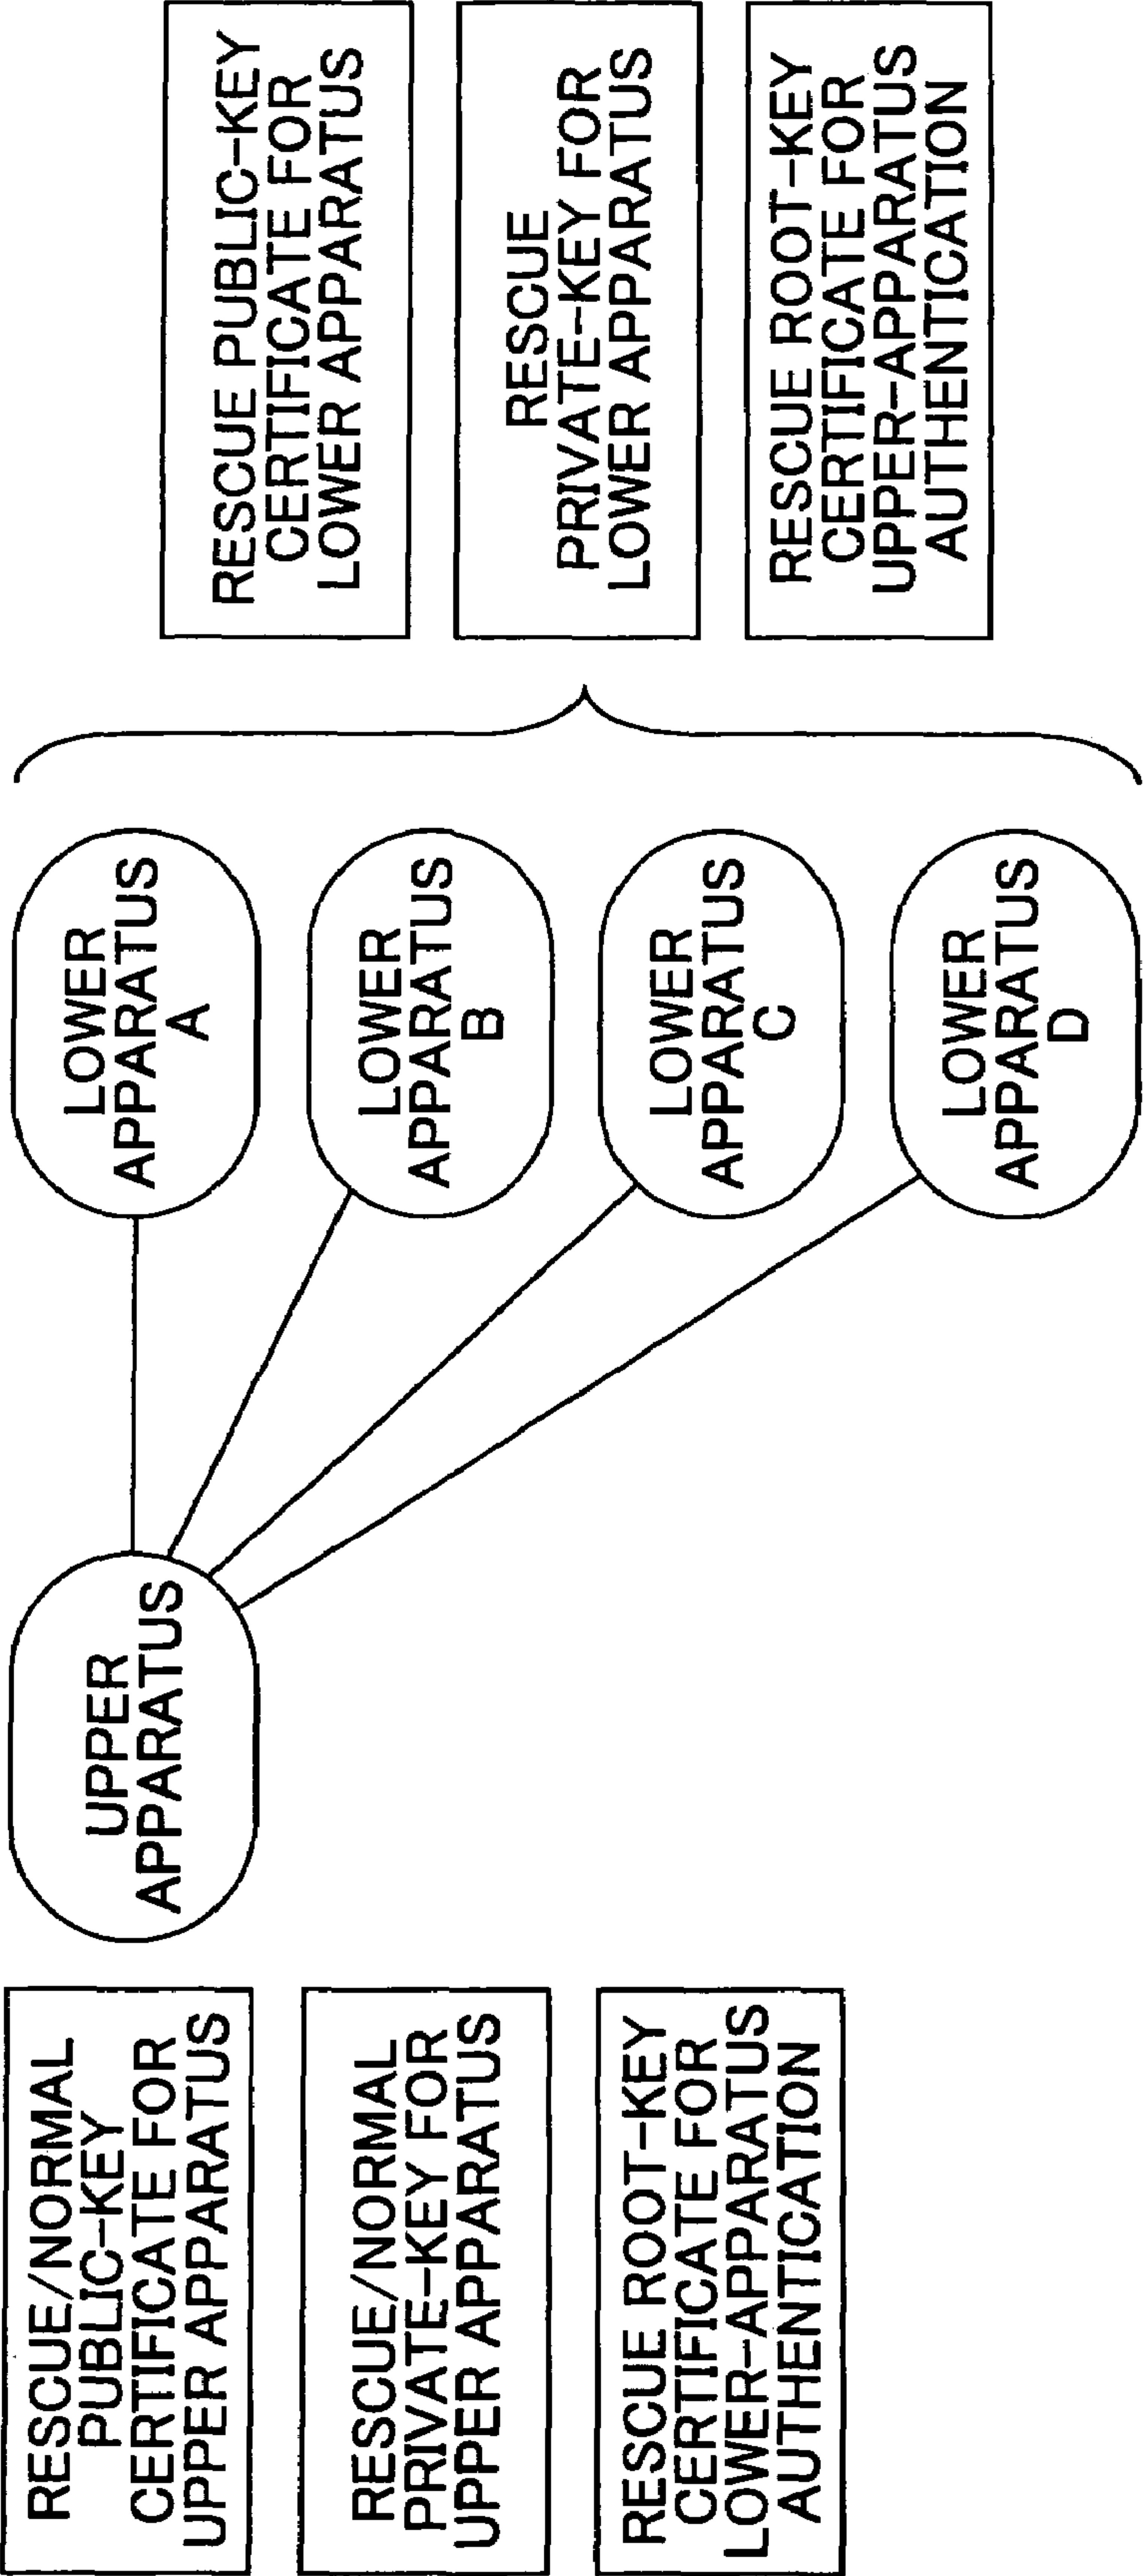 RESCUE/NORMAL
PUBLIC-KEY
CERTIFICATE FOR
UPPER APPARATUS
RESCUE/NORMAL
PRIVATE-KEY FOR
UPPER APPARATUS
RESCUE ROOT-KEY
CERTIFICATE FOR
LOWER-APPARATUS
AUTHENTICATION
UPPER
APPARATUS
LOWER
APPARATUS
A
LOWER
APPARATUS
B
LOWER
APPARATUS
C
LOWER
APPARATUS
D
RESCUE PUBLIC-KEY
CERTIFICATE FOR
LOWER APPARATUS
RESCUE
PRIVATE-KEY FOR
LOWER APPARATUS
RESCUE ROOT-KEY
CERTIFICATE FOR
UPPER-APPARATUS
AUTHENTICATION